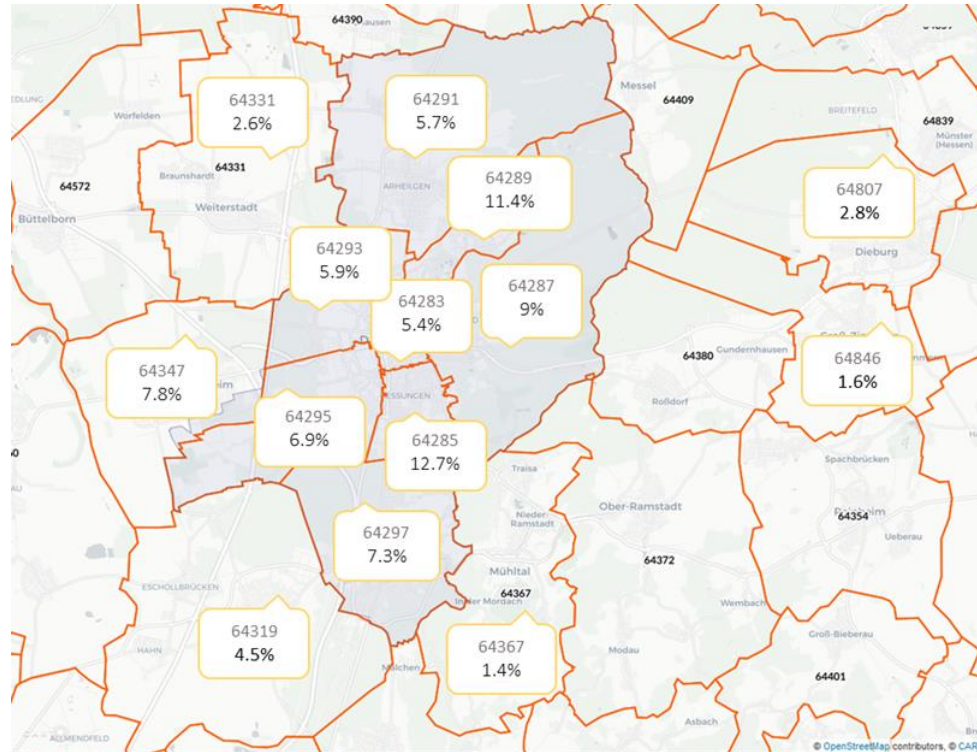 64390
64331
2.6%
64291
5.7%
Messel
64409
BREITEFELD
64839
Münster
(Hessen)
Worfelden
64572
Braunshardt
64331
Weiterstadt
Büttelborn
ARHEILGEN
64289
11.4%
64807
2.8%
Dieburg
64293
5.9%
64283
5.4%
64287
9%
64380
Gundernhausen
64846
1.6%
Roßdorf
64347
7.8%
64295
6.9%
64285
12.7%
Traisa
Spachbrücken
Ober-Ramstadt
Nieder-
Ramstadt
64354
Ueberau
64297
7.3%
Mühltal
64372
64367
ESCHOLLBRÜCKEN
Wembach
64319
4.5%
HAHN
64367
1.4%
Groß-Bieberau
Modau
Malchen
64401
Asbach
ALLMENDFELD
© OpenStreetMap contributors, ©